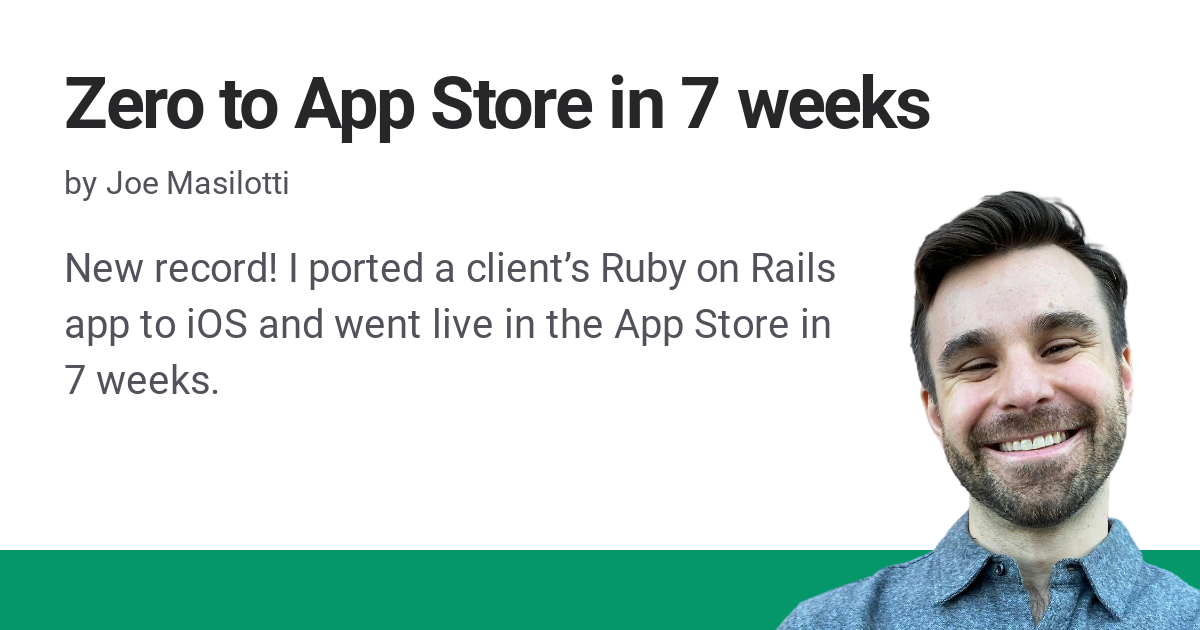 Zero to App Store in 7 weeks
by Joe Masilotti
New record! I ported a client’s Ruby on Rails
app to iOS and went live in the App Store in
7 weeks.